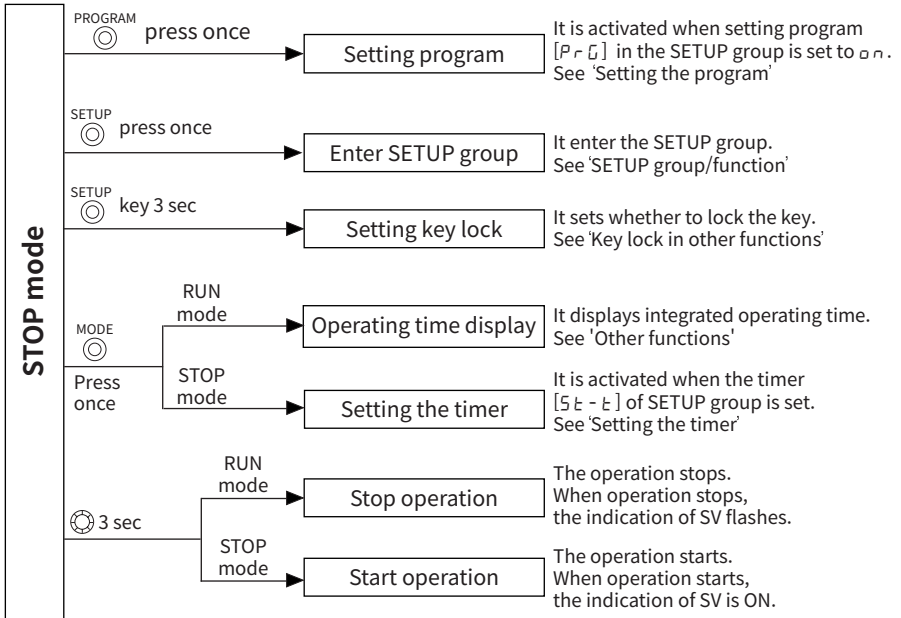 STOP mode
PROGRAM
press once
Setting program
It is activated when setting program
[PrG] in the SETUP group is set to on.
See ‘Setting the program’
SETUP
press once
Enter SETUP group
It enter the SETUP group.
See ‘SETUP group/function’
SETUP
key 3 sec
Setting key lock
It sets whether to lock the key.
See ‘Key lock in other functions’
MODE
Press
once
RUN
mode
Operating time display
It displays integrated operating time.
See 'Other functions'
STOP
mode
Setting the timer
It is activated when the timer
[St-t] of SETUP group is set.
See ‘Setting the timer’
3 sec
RUN
mode
Stop operation
The operation stops.
When operation stops,
the indication of SV flashes.
STOP
mode
Start operation
The operation starts.
When operation starts,
the indication of SV is ON.